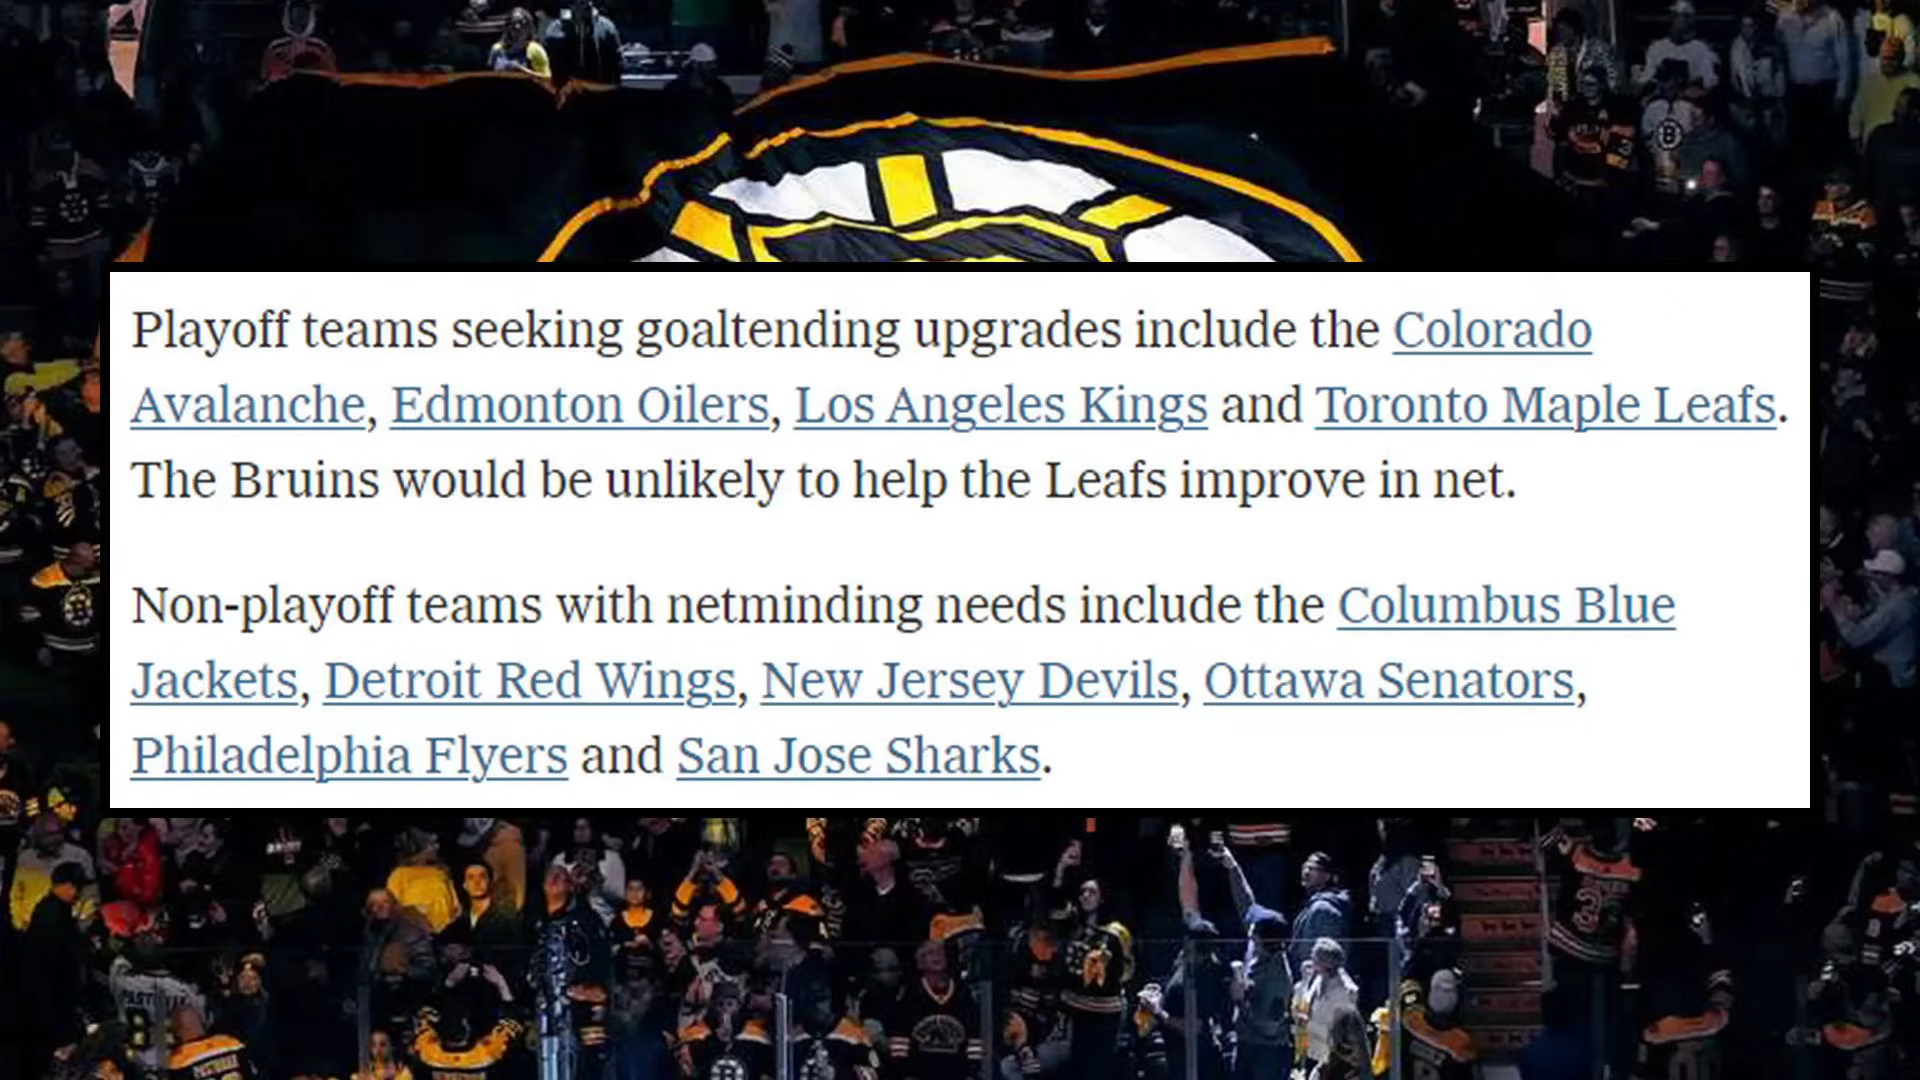 Playoff teams seeking goaltending upgrades include the Colorado
Avalanche, Edmonton Oilers, Los Angeles Kings and Toronto Maple Leafs.
The Bruins would be unlikely to help the Leafs improve in net.
Non-playoff teams with netminding needs include the Columbus Blue
Jackets, Detroit Red Wings, New Jersey Devils, Ottawa Senators,
Philadelphia Flyers and San Jose Sharks.